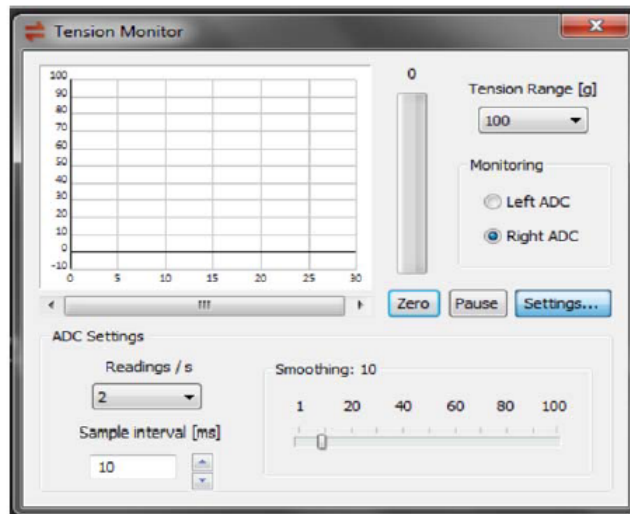 Tension Monitor
100
90
80
70
60
50
40
30
20
10
0
-10
0 5 10 15 20 25 30
0
Tension Range [g]
100
Monitoring
Left ADC
Right ADC
Zero Pause Settings...
ADC Settings
Readings / s
2
Sample interval [ms]
10
Smoothing: 10
1 20 40 60 80 100